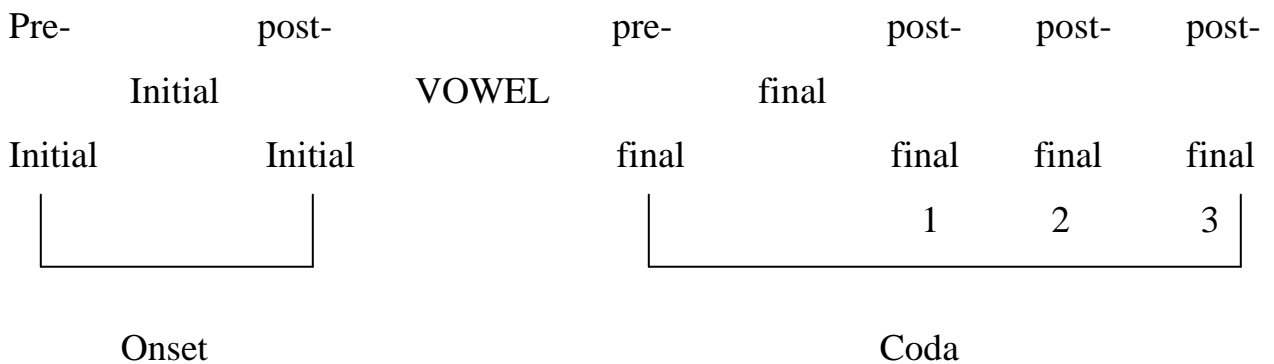 Pre- post- pre- post- post- post-
Initial VOWEL final
Initial Initial final final final final
1 2 3
Onset Coda